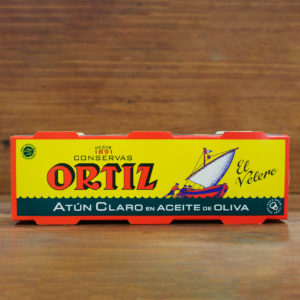 DESDE
1891
CONSERVAS
ORTIZ
El
Velero
ATÚN CLARO EN ACEITE DE OLIVA